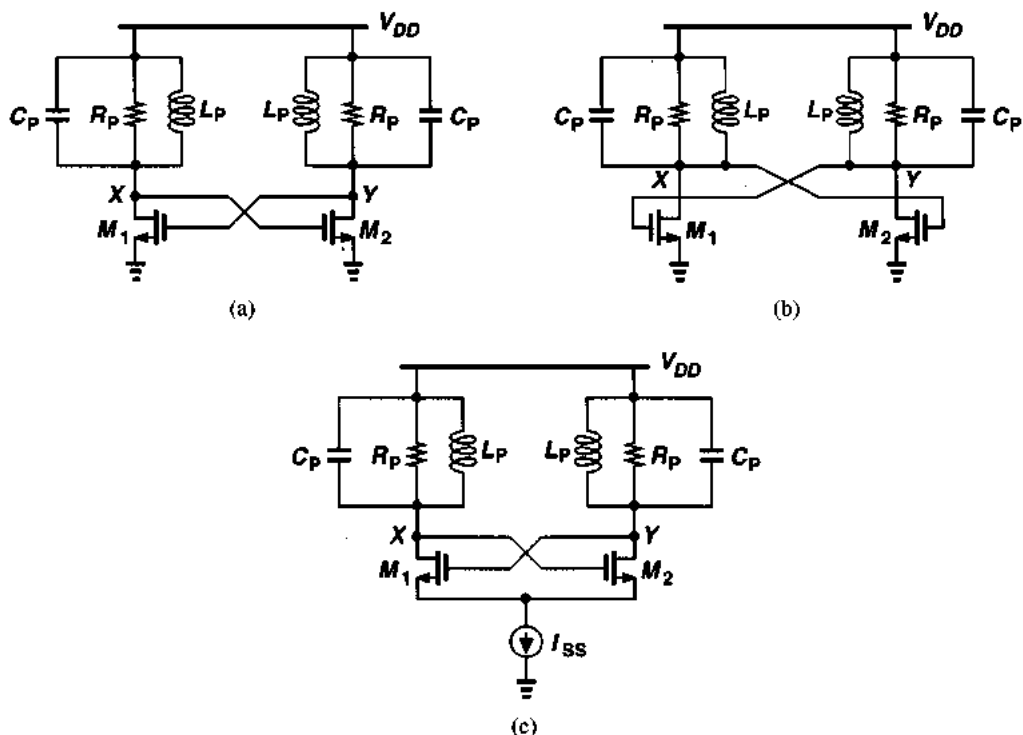 V_DD
C_P R_P L_P L_P R_P C_P
X Y
M_1 M_2
(a)
V_DD
C_P R_P L_P L_P R_P C_P
X Y
M_1 M_2
(b)
V_DD
C_P R_P L_P L_P R_P C_P
X Y
M_1 M_2
I_SS
(c)